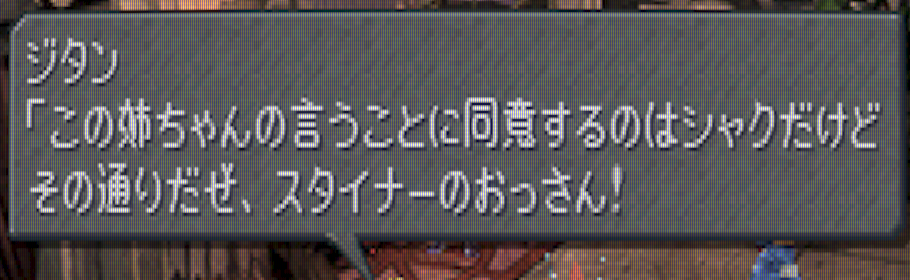 ジタン
「この姉ちゃんの言うことに同意するのはシャクだけど
その通りだぜ、スタイナーのおっさん!